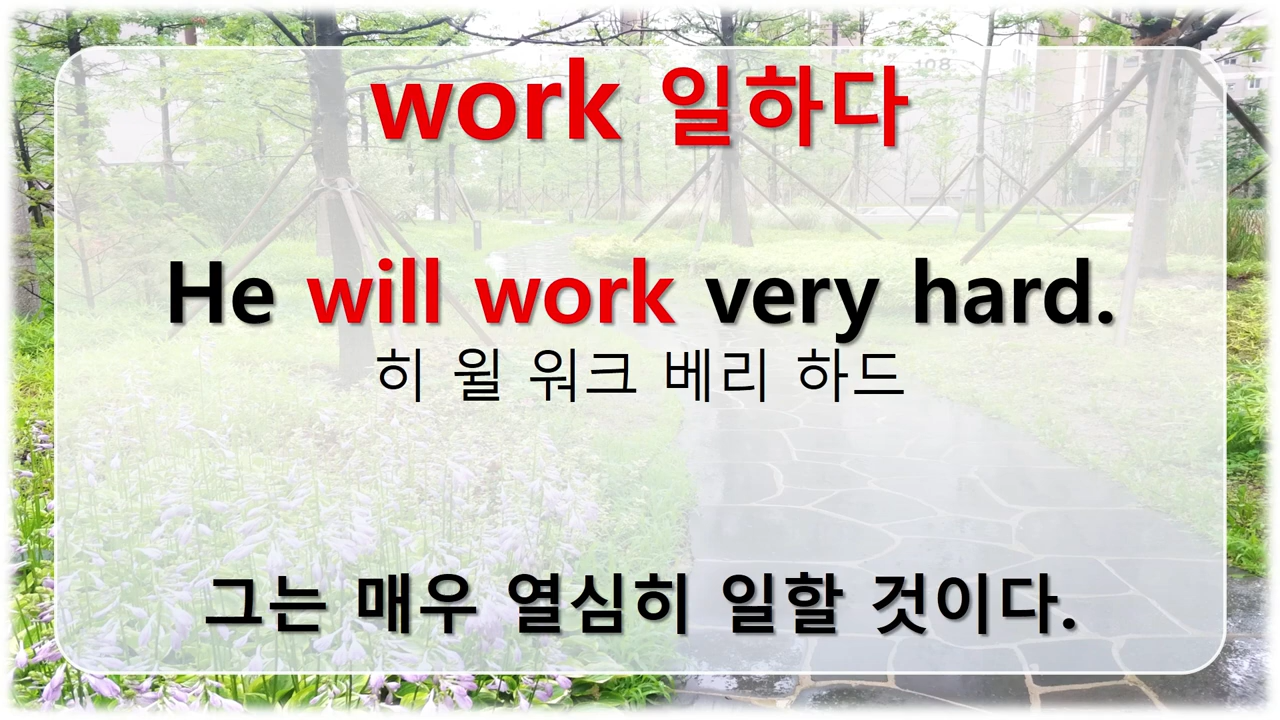 work 일하다
He will work very hard.
히 윌 워크 베리 하드
그는 매우 열심히 일할 것이다.
108